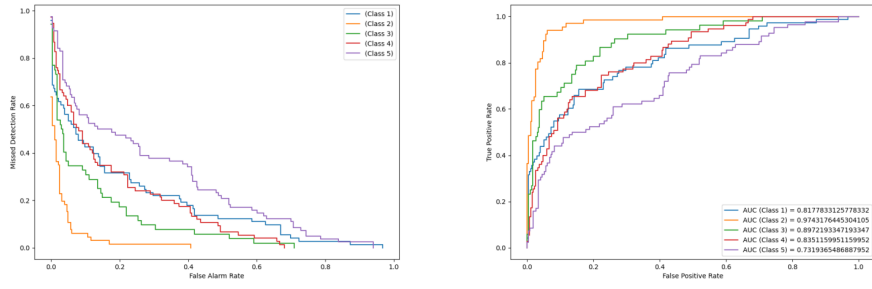 1.0
0.8
0.6
0.4
0.2
0.0
Missed Detection Rate
0.0 0.2 0.4 0.6 0.8 1.0
False Alarm Rate
(Class 1)
(Class 2)
(Class 3)
(Class 4)
(Class 5)
1.0
0.8
0.6
0.4
0.2
0.0
True Positive Rate
0.0 0.2 0.4 0.6 0.8 1.0
False Positive Rate
AUC (Class 1) = 0.8177833125778332
AUC (Class 2) = 0.9743176445304105
AUC (Class 3) = 0.8972193347193347
AUC (Class 4) = 0.8351159951159952
AUC (Class 5) = 0.7319365486887952